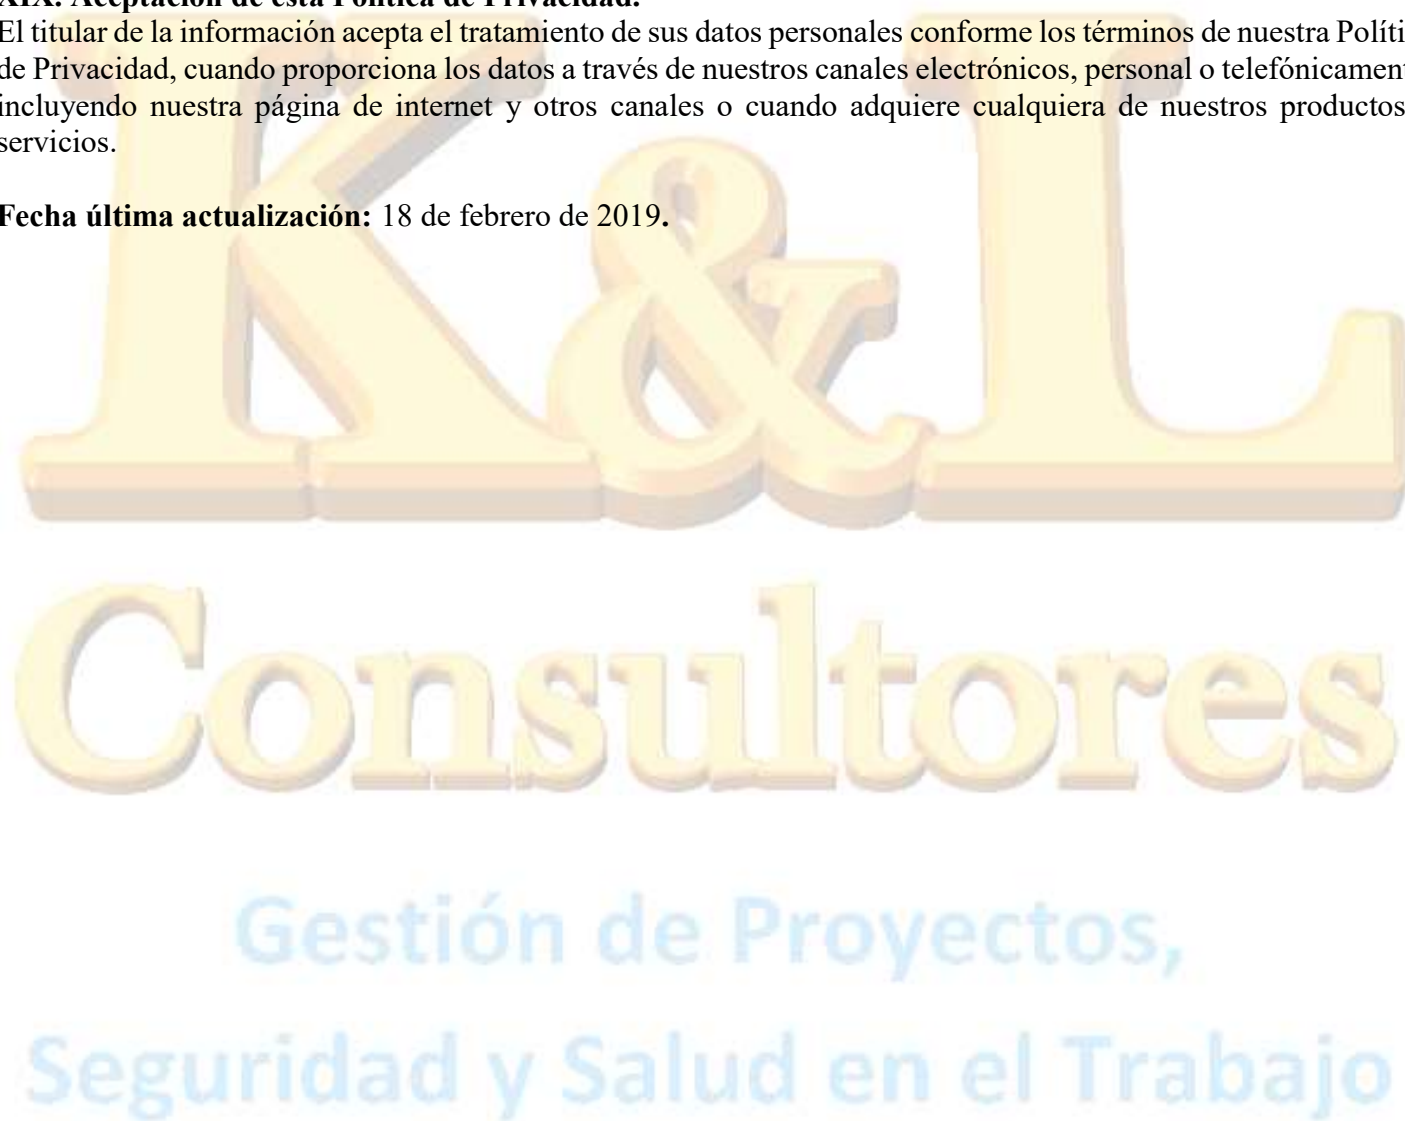 XIX. Aceptación de esta Política de Privacidad.
El titular de la información acepta el tratamiento de sus datos personales conforme los términos de nuestra Políti
de Privacidad, cuando proporciona los datos a través de nuestros canales electrónicos, personal o telefónicamen
incluyendo nuestra página de internet y otros canales o cuando adquiere cualquiera de nuestros productos
servicios.
Fecha última actualización: 18 de febrero de 2019.
K&L
Consultores
Gestión de Proyectos,
Seguridad y Salud en el Trabajo